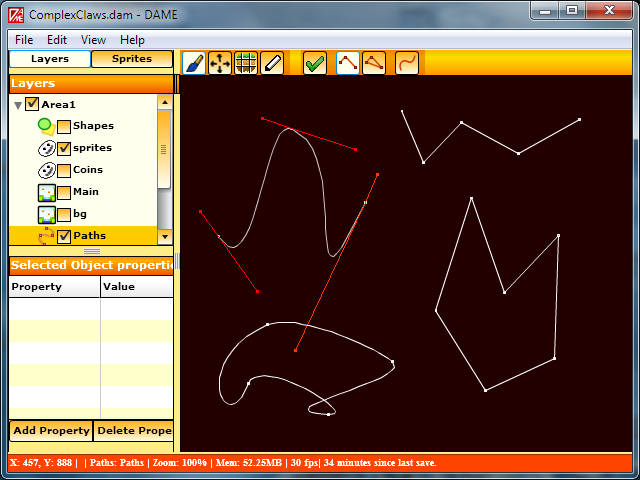 ComplexClaws.dam - DAME
File Edit View Help
Layers Sprites
Layers
Area1
Shapes
sprites
Coins
Main
bg
Paths
Selected Object properti
Property Value
Add Property Delete Prope
X: 457, Y: 888 | | Paths: Paths | Zoom: 100% | Mem: 52.25MB | 30 fps| 34 minutes since last save.